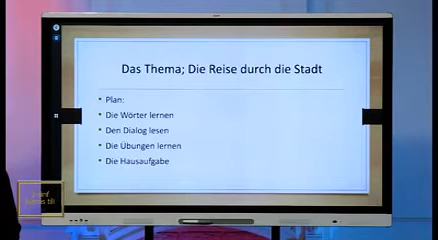 Das Thema; Die Reise durch die Stadt
• Plan:
• Die Wörter lernen
• Den Dialog lesen
• Die Übungen lernen
• Die Hausaufgabe